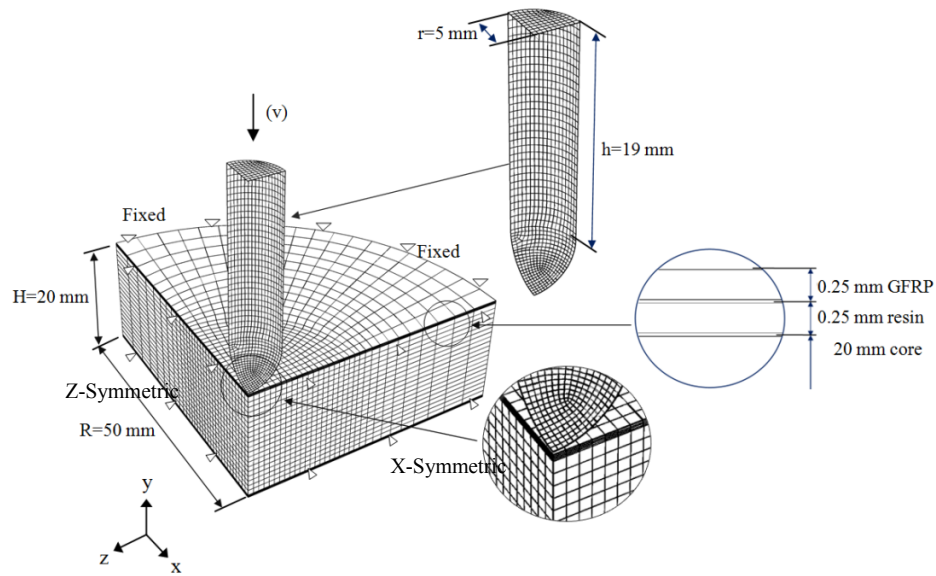 r=5 mm
(v)
h=19 mm
Fixed
Fixed
H=20 mm
0.25 mm GFRP
0.25 mm resin
20 mm core
Z-Symmetric
R=50 mm
X-Symmetric
y
z
x